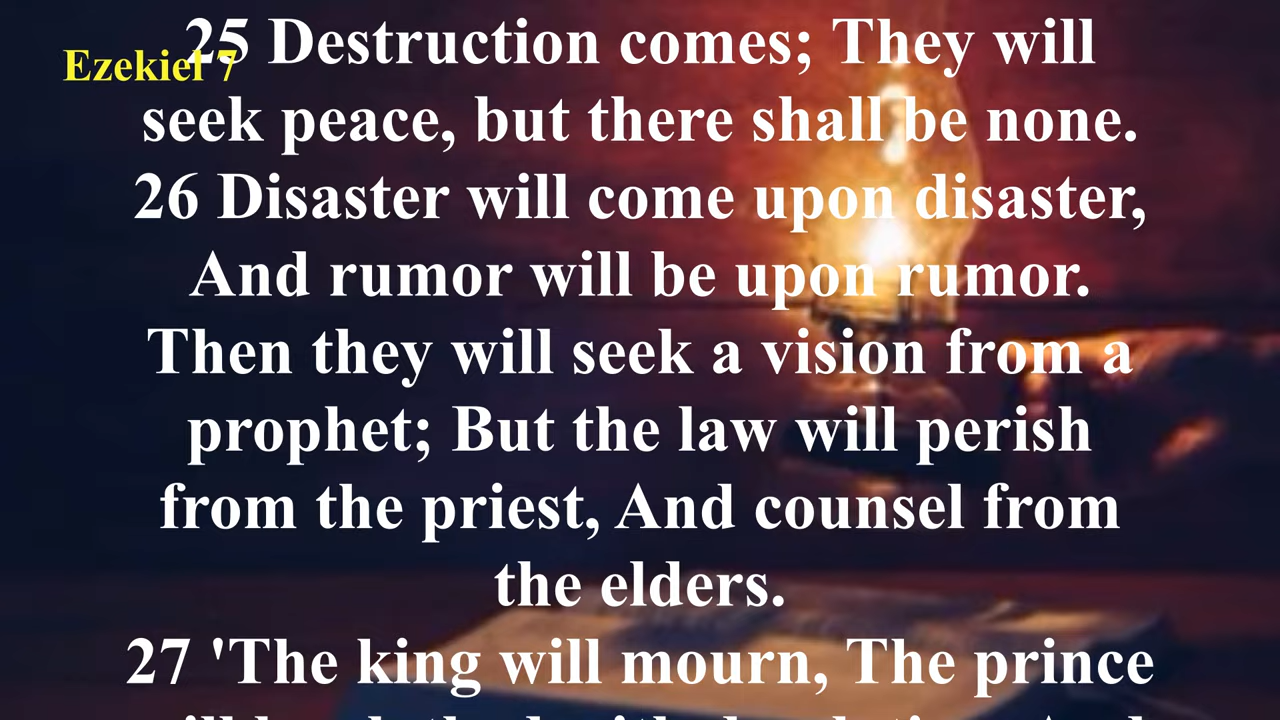 Ezekiel 7
25 Destruction comes; They will
seek peace, but there shall be none.
26 Disaster will come upon disaster,
And rumor will be upon rumor.
Then they will seek a vision from a
prophet; But the law will perish
from the priest, And counsel from
the elders.
27 'The king will mourn, The prince